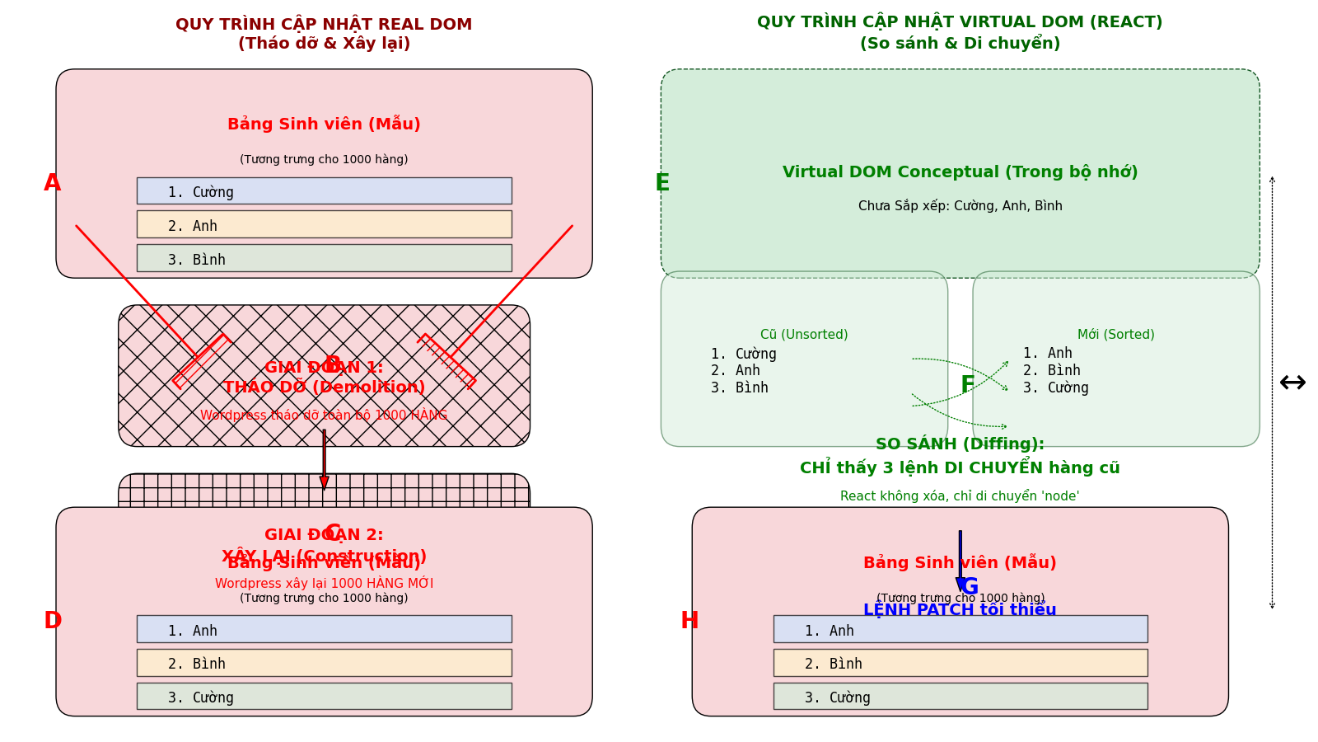 QUY TRÌNH CẬP NHẬT REAL DOM
(Tháo dỡ & Xây lại)
A
Bảng Sinh viên (Mẫu)
(Tương trưng cho 1000 hàng)
1. Cường
2. Anh
3. Bình
B
GIAI ĐOẠN 1:
THÁO DỠ (Demolition)
Wordpress tháo dỡ toàn bộ 1000 HÀNG
C
GIAI ĐOẠN 2:
XÂY LẠI (Construction)
Wordpress xây lại 1000 HÀNG MỚI
D
Bảng Sinh viên (Mẫu)
(Tương trưng cho 1000 hàng)
1. Anh
2. Bình
3. Cường
QUY TRÌNH CẬP NHẬT VIRTUAL DOM (REACT)
(So sánh & Di chuyển)
E
Virtual DOM Conceptual (Trong bộ nhớ)
Chưa Sắp xếp: Cường, Anh, Bình
Cũ (Unsorted)
1. Cường
2. Anh
3. Bình
F
Mới (Sorted)
1. Anh
2. Bình
3. Cường
SO SÁNH (Diffing):
CHỈ thấy 3 lệnh DI CHUYỂN hàng cũ
React không xóa, chỉ di chuyển 'node'
G
LỆNH PATCH tối thiểu
H
Bảng Sinh viên (Mẫu)
(Tương trưng cho 1000 hàng)
1. Anh
2. Bình
3. Cường